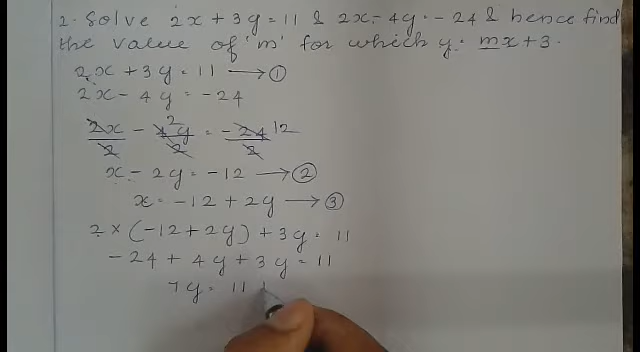 2. Solve 2x + 3y = 11 & 2x - 4y = - 24 & hence find
the value of 'm' for which y = mx + 3.
2x + 3y = 11 → ①
2x - 4y = -24
2x/2 - 4y/2 2 = -24/2 12
x - 2y = -12 → ②
x = -12 + 2y → ③
2 × (-12 + 2y) + 3y = 11
- 24 + 4y + 3y = 11
7y = 11